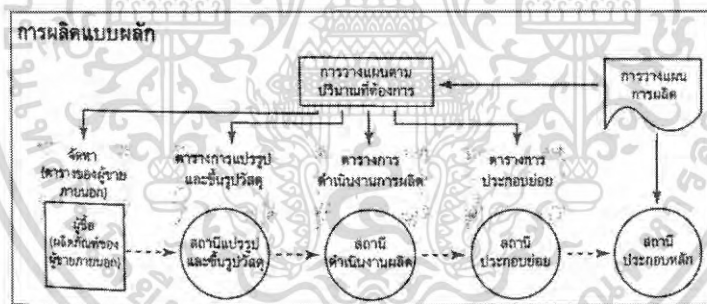 การผลิตแบบผลัก
การวางแผนตาม
ปริมาณที่ต้องการ
การวางแผน
การผลิต
จัดหา
(ตารางของผู้ขาย
ภายนอก)
ตารางการแปรรูป
และขึ้นรูปวัสดุ
ตารางการ
ดำเนินงานการผลิต
ตารางการ
ประกอบย่อย
ผู้ซื้อ
(ผลิตภัณฑ์ของ
ผู้ขายภายนอก)
สถานีแปรรูป
และขึ้นรูปวัสดุ
สถานี
ดำเนินงานผลิต
สถานี
ประกอบย่อย
สถานี
ประกอบหลัก